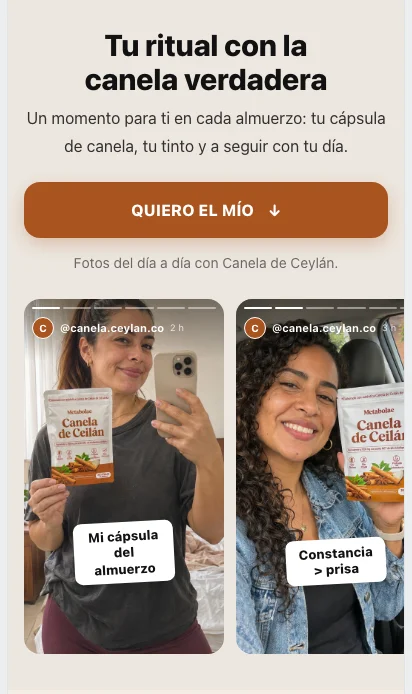 Tu ritual con la
canela verdadera
Un momento para ti en cada almuerzo: tu cápsula
de canela, tu tinto y a seguir con tu día.
QUIERO EL MÍO ↓
Fotos del día a día con Canela de Ceylán.
C @canela.ceylan.co 2 h
Metabolae
Canela
de Ceilán
Mi cápsula
del
almuerzo
C @canela.ceylan.co 3 h
Metabolae
Canela
de Ceilán
Constancia
> prisa